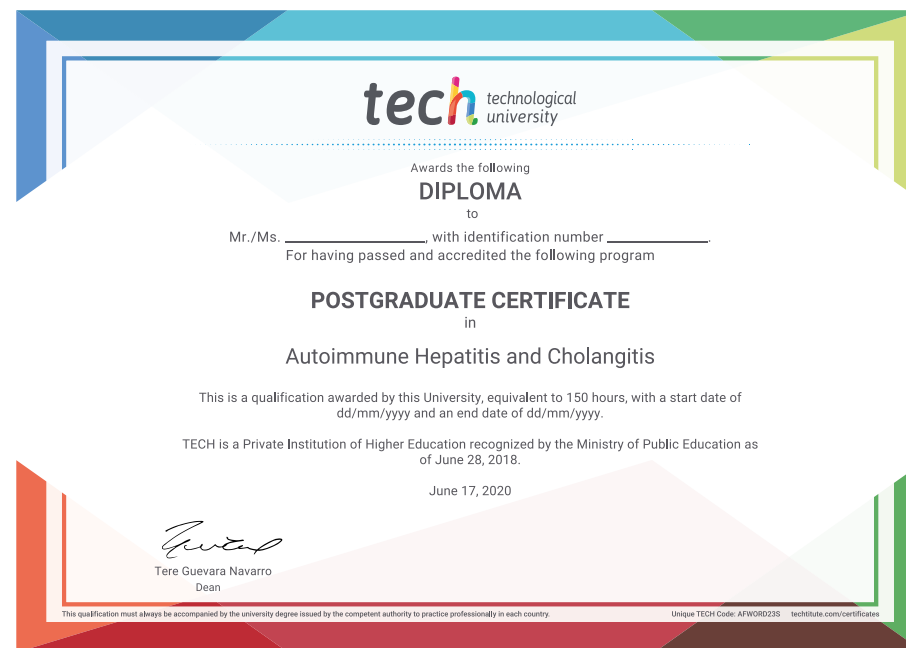 tech technological
university
Awards the following
DIPLOMA
to
Mr./Ms. ____________, with identification number ____________.
For having passed and accredited the following program
POSTGRADUATE CERTIFICATE
in
Autoimmune Hepatitis and Cholangitis
This is a qualification awarded by this University, equivalent to 150 hours, with a start date of
dd/mm/yyyy and an end date of dd/mm/yyyy.
TECH is a Private Institution of Higher Education recognized by the Ministry of Public Education as
of June 28, 2018.
June 17, 2020
Tere Guevara Navarro
Dean
This qualification must always be accompanied by the university degree issued by the competent authority to practice professionally in each country. Unique TECH Code: AFWORD23S techtitute.com/certificates